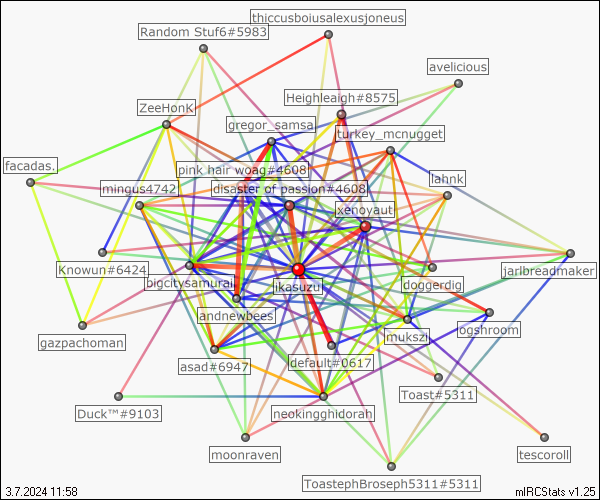 thiccusboiusalexusjoneus
Random Stuf6#5983
avelicious
Heighleaigh#8575
ZeeHonK
gregor_samsa
turkey_mcnugget
facadas.
pink hair woag#4608
lahnk
mingus4742
disaster of passion#4608
xenoyaut
Knowun#6424
bigcitysamurai
ikasuzu
doggerdig
jarlbreadmaker
andnewbees
gazpachoman
mukszi
ogshroom
asad#6947
default#0617
Toast#5311
Duck™#9103
neokingghidorah
moonraven
tescoroll
ToastephBroseph5311#5311
3.7.2024 11:58
mIRCStats v1.25